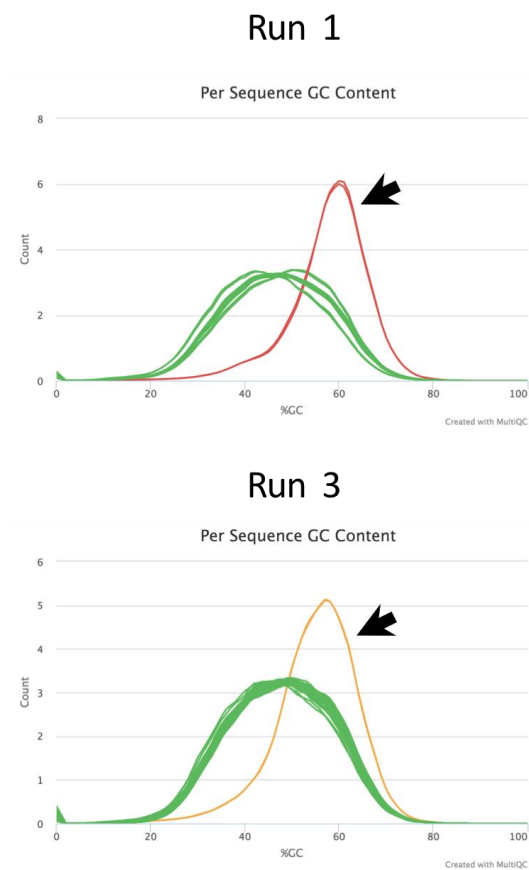 Run 1
Per Sequence GC Content
8
6
4
2
0
Count
0 20 40 60 80 100
%GC
Created with MultiQC
Run 3
Per Sequence GC Content
6
5
4
3
2
1
0
Count
0 20 40 60 80 100
%GC
Created with MultiQC